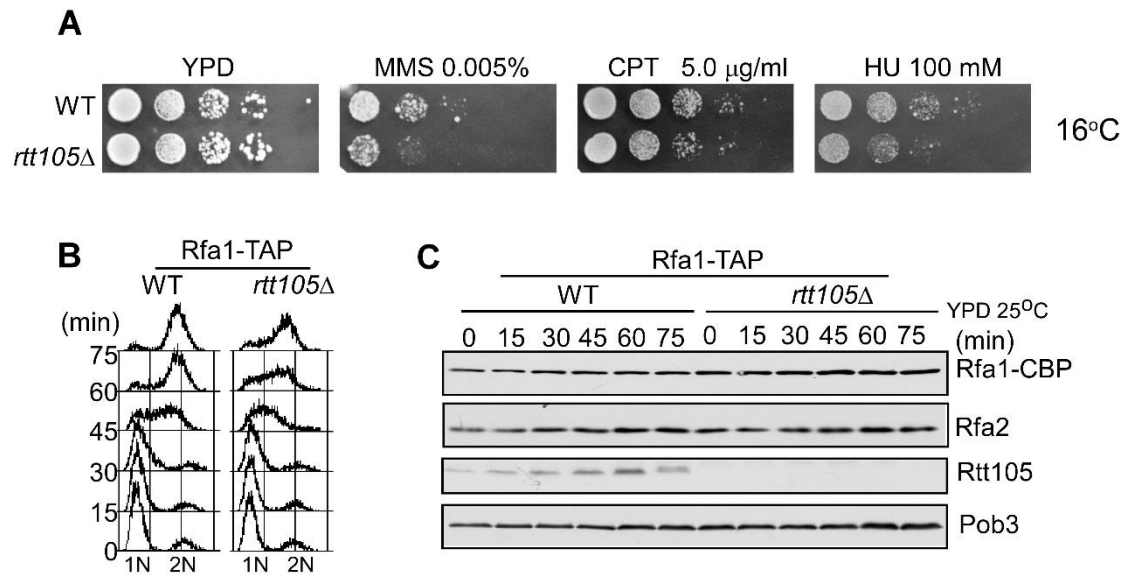 A
YPD
MMS 0.005%
CPT 5.0 µg/ml
HU 100 mM
WT
rtt105Δ
16°C
B
Rfa1-TAP
WT
rtt105Δ
(min)
75
60
45
30
15
0
1N 2N 1N 2N
C
Rfa1-TAP
WT
rtt105Δ
YPD 25°C
0 15 30 45 60 75 0 15 30 45 60 75 (min)
Rfa1-CBP
Rfa2
Rtt105
Pob3